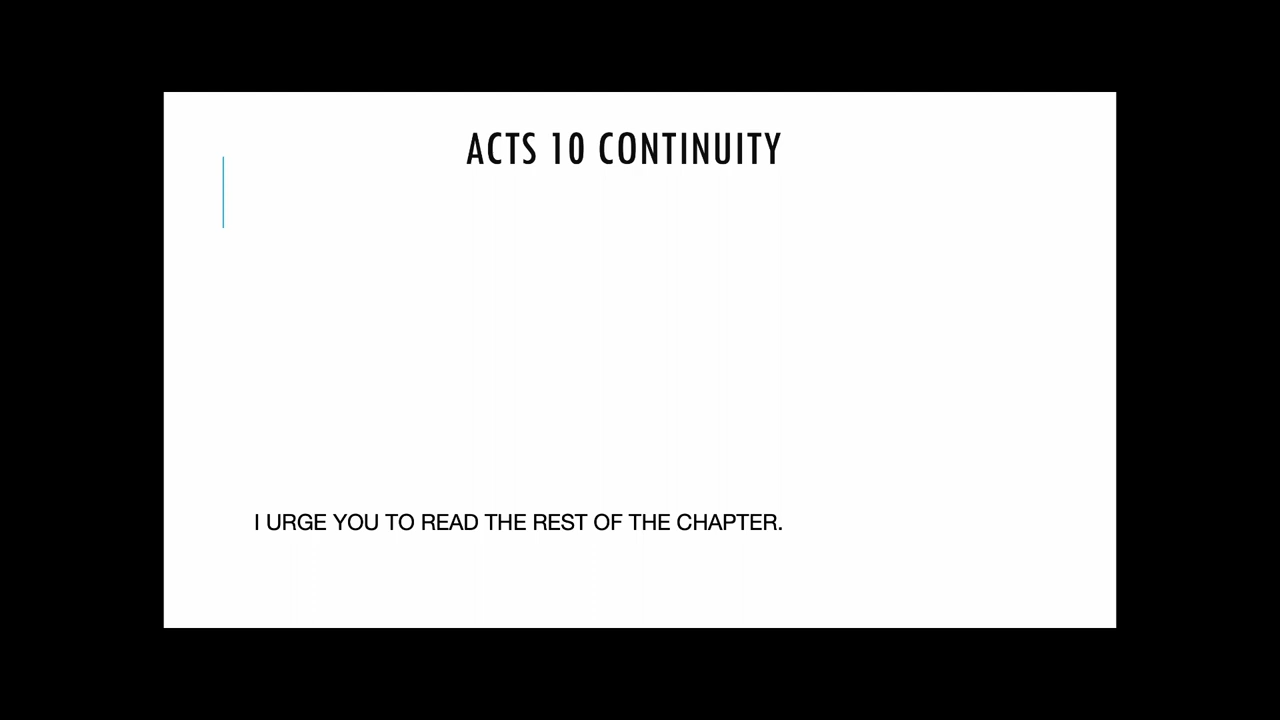 ACTS 10 CONTINUITY
I URGE YOU TO READ THE REST OF THE CHAPTER.